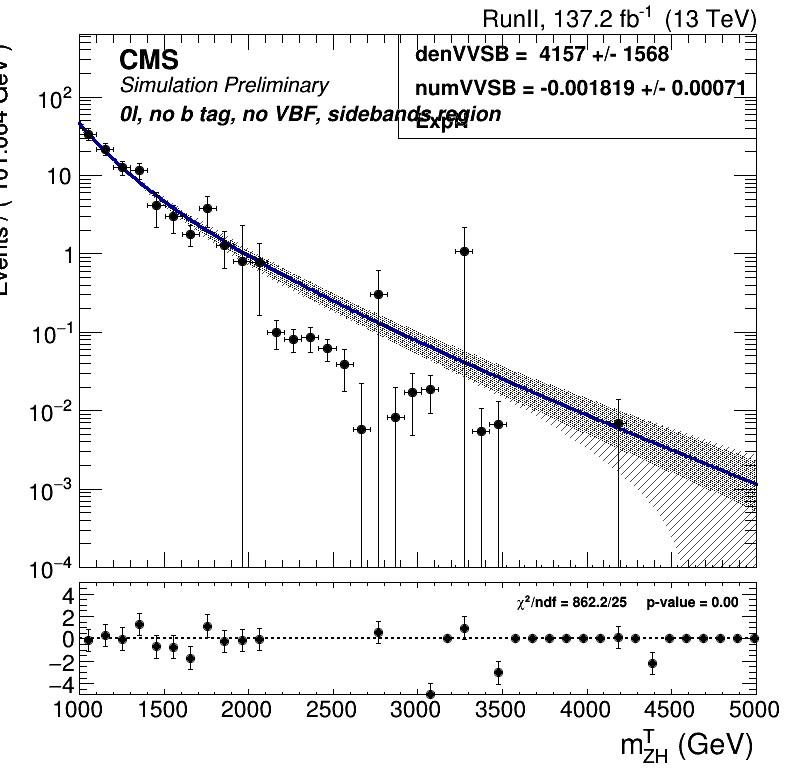 RunII, 137.2 fb⁻¹ (13 TeV)
CMS
Simulation Preliminary
0l, no b tag, no VBF, sidebands region
denVVSB = 4157 +/- 1568
numVVSB = -0.001819 +/- 0.00071
ExpN
Events / ( 101.064 GeV )
10²
10
1
10⁻¹
10⁻²
10⁻³
10⁻⁴
χ²/ndf = 862.2/25 p-value = 0.00
4
2
0
−2
−4
1000 1500 2000 2500 3000 3500 4000 4500 5000
m^T_ZH (GeV)